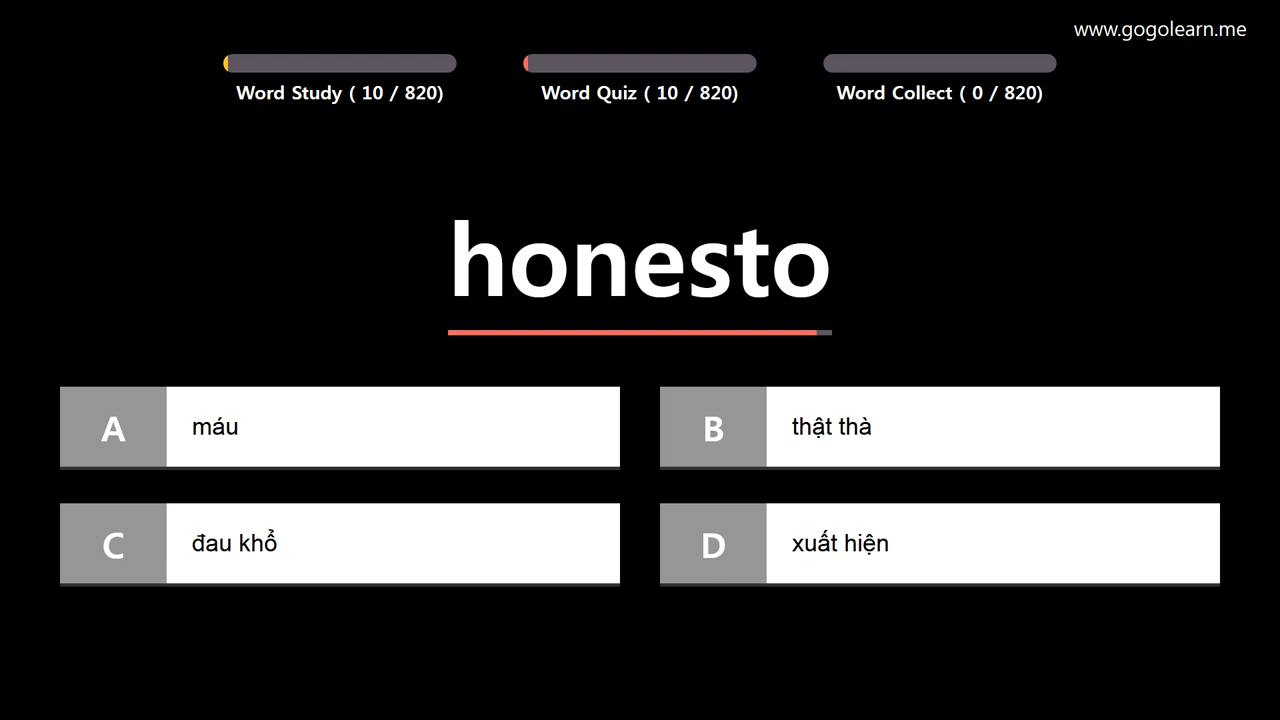 www.gogolearn.me
Word Study ( 10 / 820)
Word Quiz ( 10 / 820)
Word Collect ( 0 / 820)
honesto
A
máu
B
thật thà
C
đau khổ
D
xuất hiện